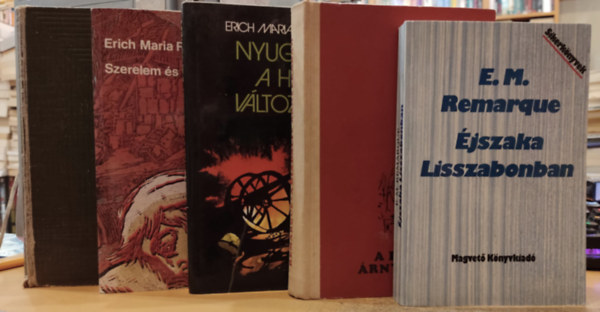 Erich Maria
Szerelem és
ERICH MARIA
NYUG
A H
VÁLTOZ
A
ÁRNY
Sikerkönyvek
E. M.
Remarque
Éjszaka
Lisszabonban
Magvető Könyvkiadó